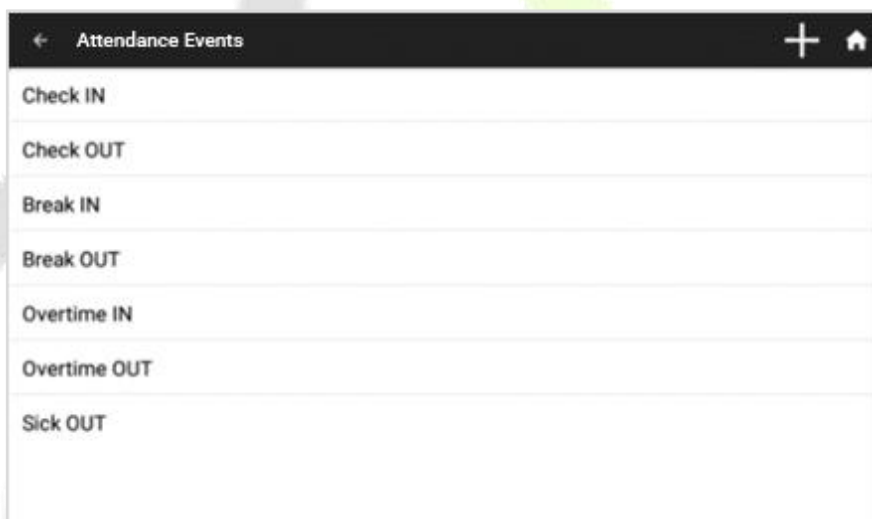 Attendance Events
Check IN
Check OUT
Break IN
Break OUT
Overtime IN
Overtime OUT
Sick OUT